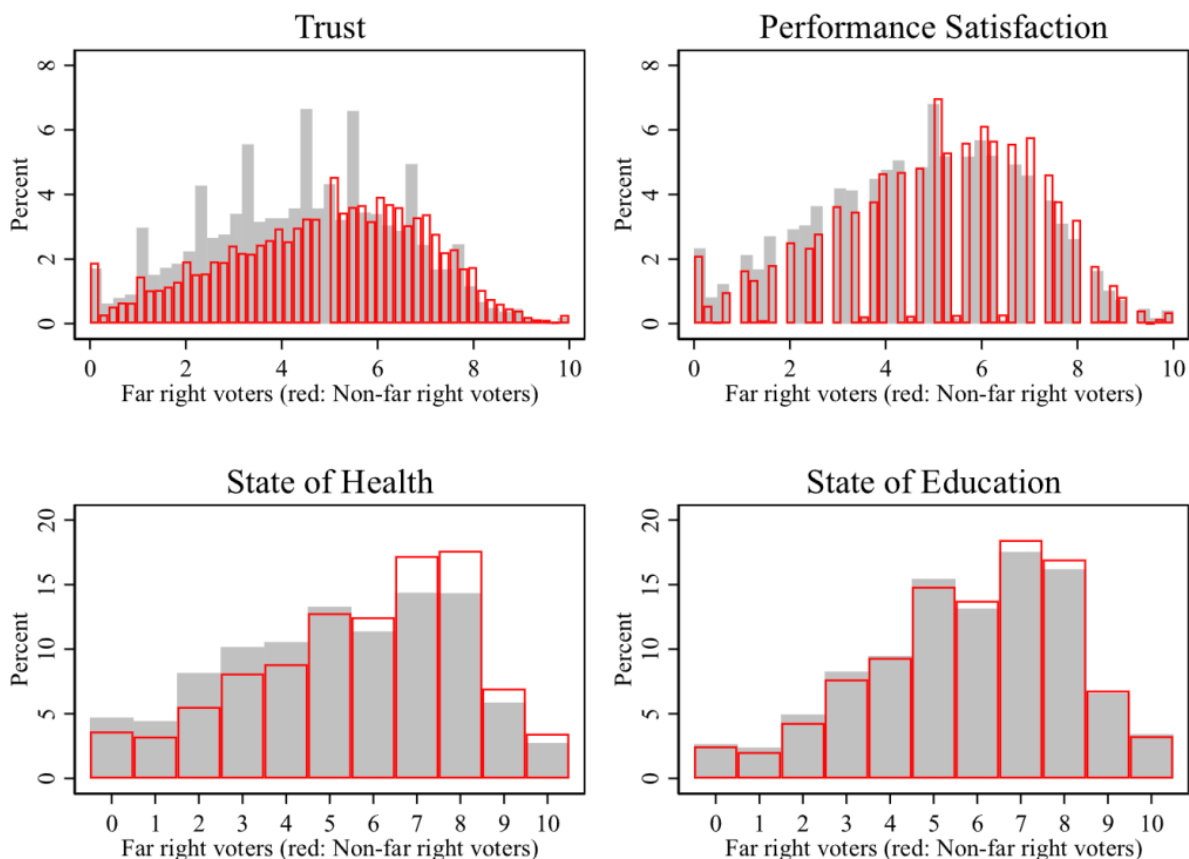 Trust
Percent
0 2 4 6 8
0 2 4 6 8 10
Far right voters (red: Non-far right voters)
Performance Satisfaction
Percent
0 2 4 6 8
0 2 4 6 8 10
Far right voters (red: Non-far right voters)
State of Health
Percent
0 5 10 15 20
0 1 2 3 4 5 6 7 8 9 10
Far right voters (red: Non-far right voters)
State of Education
Percent
0 5 10 15 20
0 1 2 3 4 5 6 7 8 9 10
Far right voters (red: Non-far right voters)